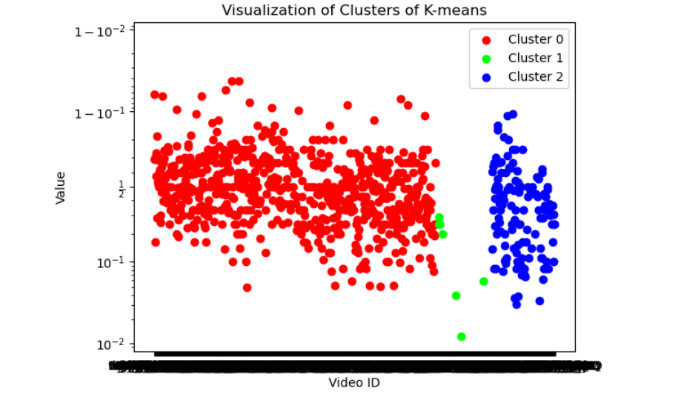 Visualization of Clusters of K-means
1 − 10⁻²
Cluster 0
Cluster 1
Cluster 2
1 − 10⁻¹
Value
1/2
10⁻¹
10⁻²
Video ID